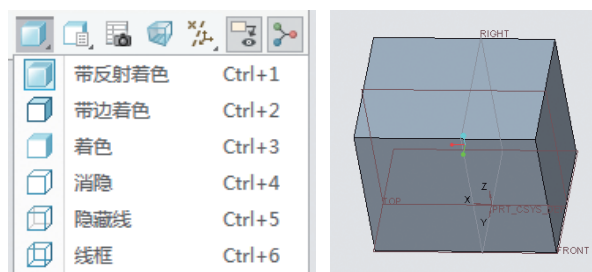 带反射着色 Ctrl+1
带边着色 Ctrl+2
着色 Ctrl+3
消隐 Ctrl+4
隐藏线 Ctrl+5
线框 Ctrl+6
RIGHT
Z
X
TOP
PRT_CSYS
Y
FRONT